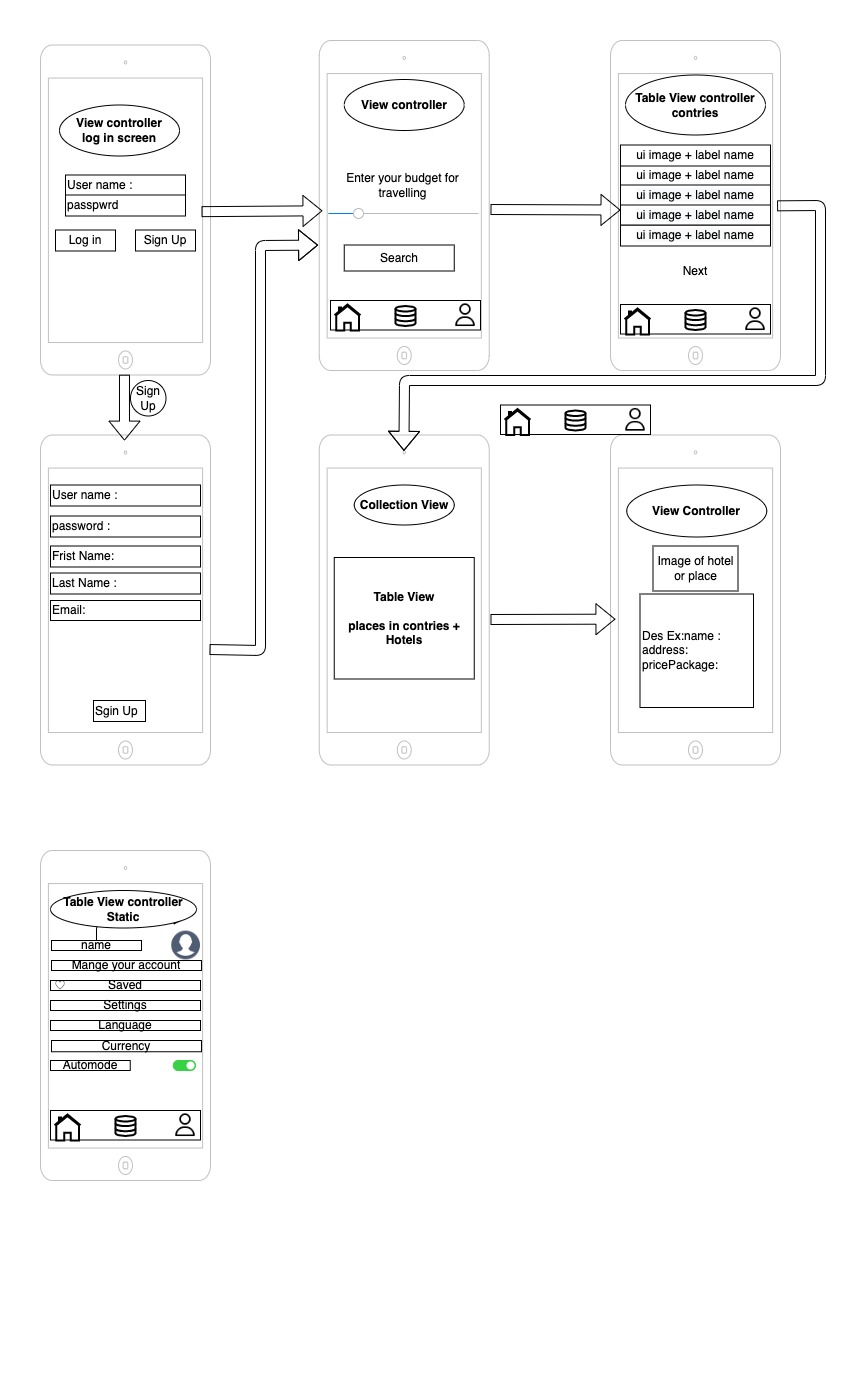 View controller
log in screen
User name :
passpwrd
Log in
Sign Up
View controller
Enter your budget for
travelling
Search
Table View controller
contries
ui image + label name
ui image + label name
ui image + label name
ui image + label name
ui image + label name
Next
Sign
Up
User name :
password :
Frist Name:
Last Name :
Email:
Sgin Up
Collection View
Table View
places in contries +
Hotels
View Controller
Image of hotel
or place
Des Ex:name :
address:
pricePackage:
Table View controller
Static
name
Mange your account
Saved
Settings
Language
Currency
Automode